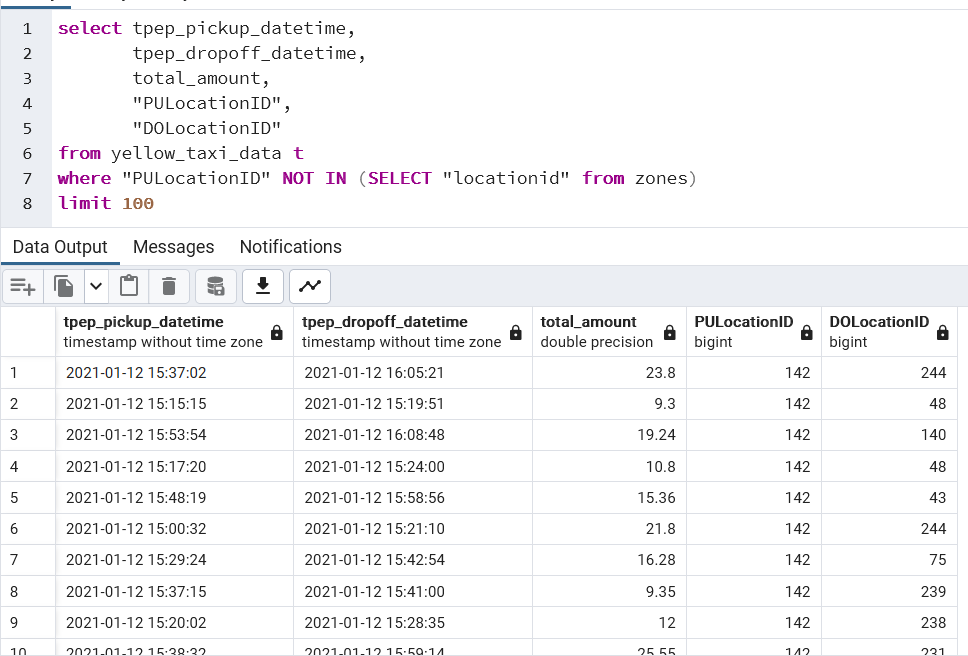 1 select tpep_pickup_datetime,
2 tpep_dropoff_datetime,
3 total_amount,
4 "PULocationID",
5 "DOLocationID"
6 from yellow_taxi_data t
7 where "PULocationID" NOT IN (SELECT "locationid" from zones)
8 limit 100
Data Output Messages Notifications
tpep_pickup_datetime tpep_dropoff_datetime total_amount PULocationID DOLocationID
timestamp without time zone timestamp without time zone double precision bigint bigint
1 2021-01-12 15:37:02 2021-01-12 16:05:21 23.8 142 244
2 2021-01-12 15:15:15 2021-01-12 15:19:51 9.3 142 48
3 2021-01-12 15:53:54 2021-01-12 16:08:48 19.24 142 140
4 2021-01-12 15:17:20 2021-01-12 15:24:00 10.8 142 48
5 2021-01-12 15:48:19 2021-01-12 15:58:56 15.36 142 43
6 2021-01-12 15:00:32 2021-01-12 15:21:10 21.8 142 244
7 2021-01-12 15:29:24 2021-01-12 15:42:54 16.28 142 75
8 2021-01-12 15:37:15 2021-01-12 15:41:00 9.35 142 239
9 2021-01-12 15:20:02 2021-01-12 15:28:35 12 142 238
10 2021-01-12 15:38:32 2021-01-12 15:59:14 25.55 142 231